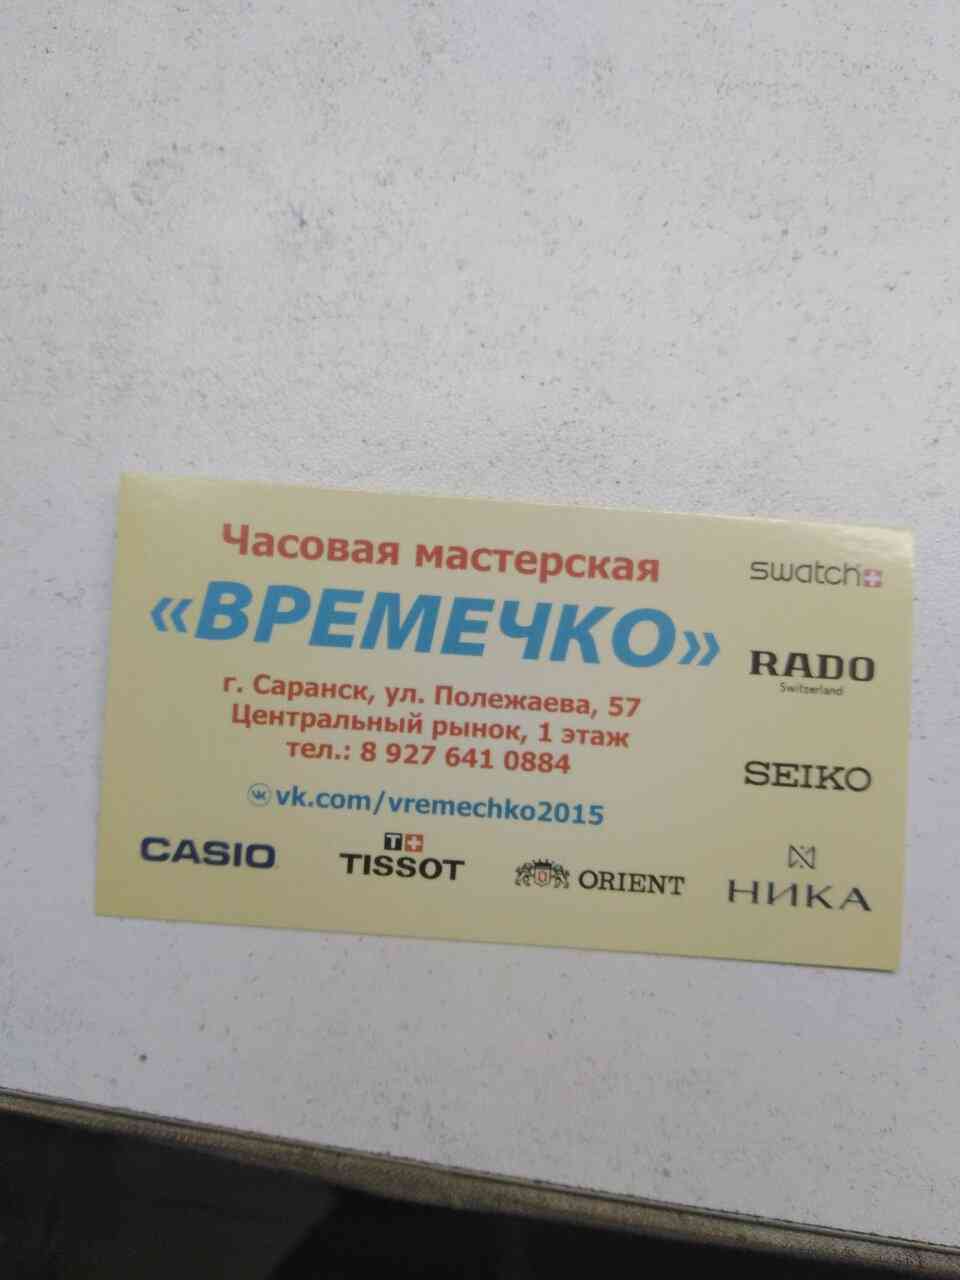 Часовая мастерская
«ВРЕМЕЧКО»
г. Саранск, ул. Полежаева, 57
Центральный рынок, 1 этаж
тел.: 8 927 641 0884
vk.com/vremechko2015
swatch
RADO
Switzerland
SEIKO
НИКА
CASIO
T+
TISSOT
ORIENT